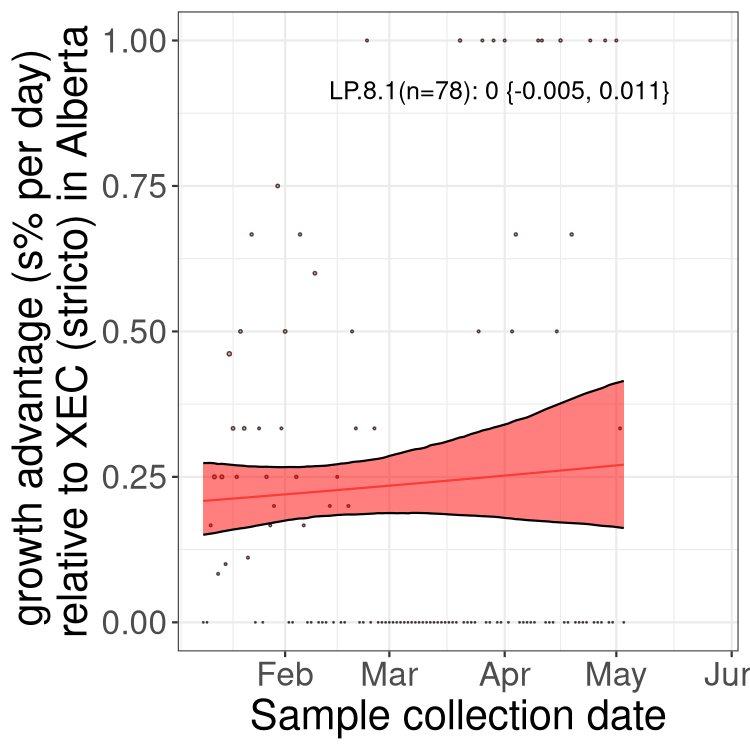 growth advantage (s% per day)
relative to XEC (stricto) in Alberta
1.00
0.75
0.50
0.25
0.00
LP.8.1(n=78): 0 {-0.005, 0.011}
Feb Mar Apr May Jun
Sample collection date